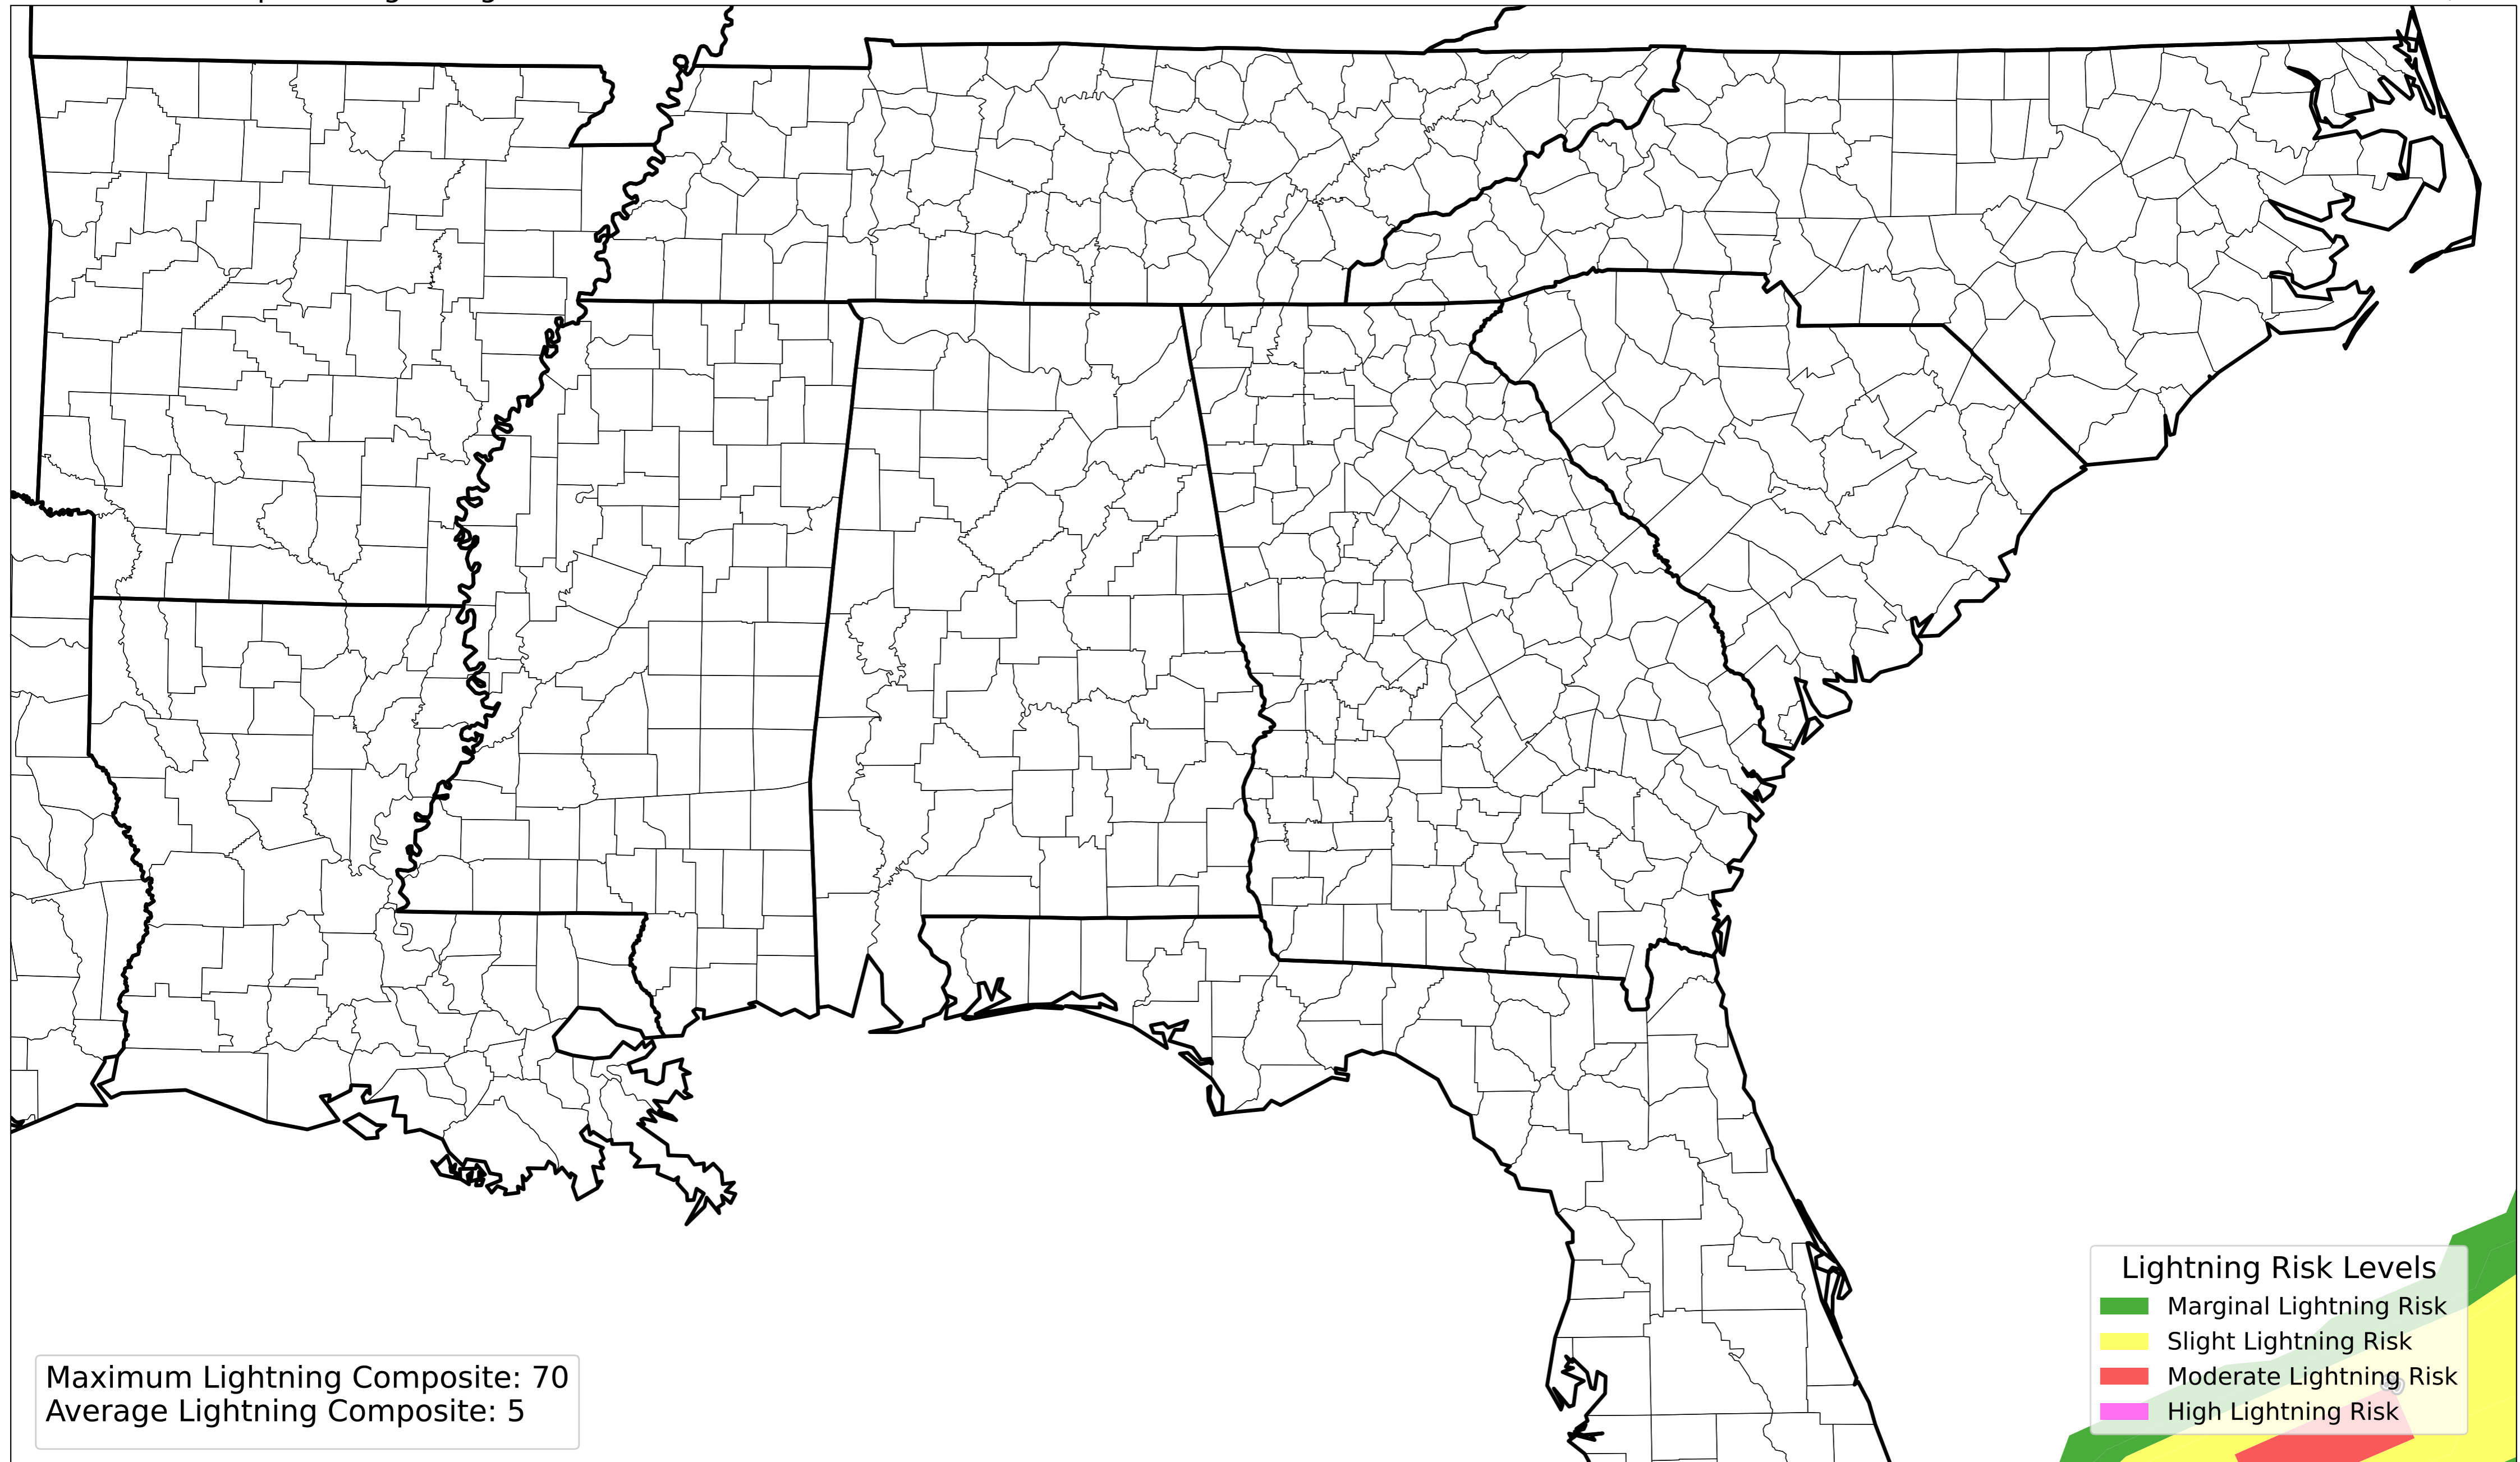 Maximum Lightning Composite: 70
Average Lightning Composite: 5
Lightning Risk Levels
Marginal Lightning Risk
Slight Lightning Risk
Moderate Lightning Risk
High Lightning Risk